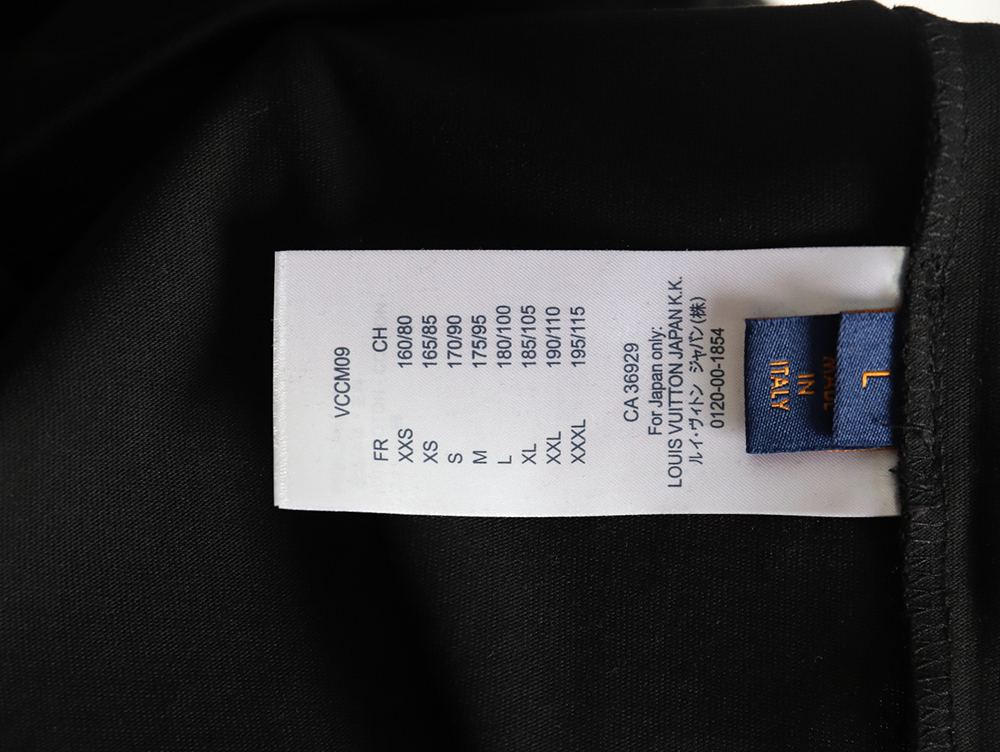 VCCM09
FR CH
XXS 160/80
XS 165/85
S 170/90
M 175/95
L 180/100
XL 185/105
XXL 190/110
XXXL 195/115
CA 36929
For Japan only:
LOUIS VUITTON JAPAN K.K.
ルイ・ヴィトン ジャパン(株)
0120-00-1854
L
MADE
IN
ITALY